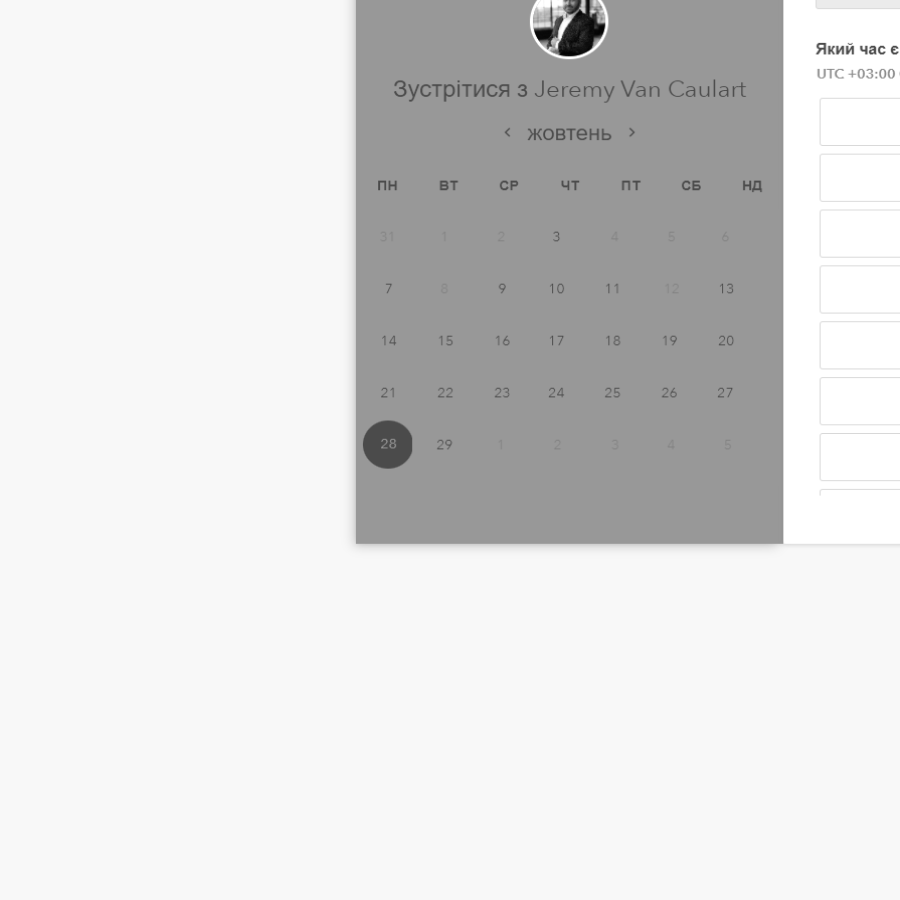 Зустрітися з Jeremy Van Caulart
жовтень
ПН ВТ СР ЧТ ПТ СБ НД
31 1 2 3 4 5 6
7 8 9 10 11 12 13
14 15 16 17 18 19 20
21 22 23 24 25 26 27
28 29 1 2 3 4 5
Який час є
UTC +03:00